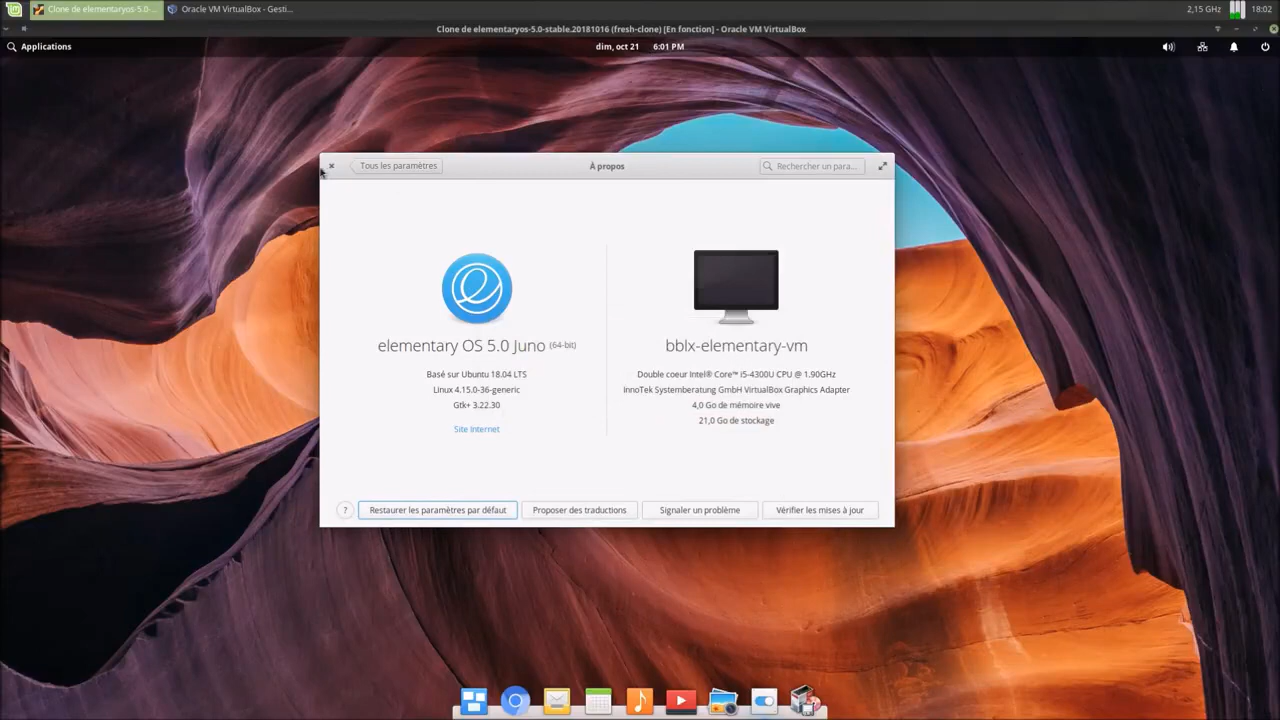 Clone de elementaryos-5.0-...
Oracle VM VirtualBox - Gesti...
2,15 GHz
18:02
Clone de elementaryos-5.0-stable.20181016 (fresh-clone) [En fonction] - Oracle VM VirtualBox
Applications
dim, oct 21 6:01 PM
Tous les paramètres
À propos
Rechercher un para...
elementary OS 5.0 Juno (64-bit)
Basé sur Ubuntu 18.04 LTS
Linux 4.15.0-36-generic
Gtk+ 3.22.30
Site Internet
bblx-elementary-vm
Double coeur Intel® Core™ i5-4300U CPU @ 1.90GHz
innoTek Systemberatung GmbH VirtualBox Graphics Adapter
4,0 Go de mémoire vive
21,0 Go de stockage
?
Restaurer les paramètres par défaut
Proposer des traductions
Signaler un problème
Vérifier les mises à jour